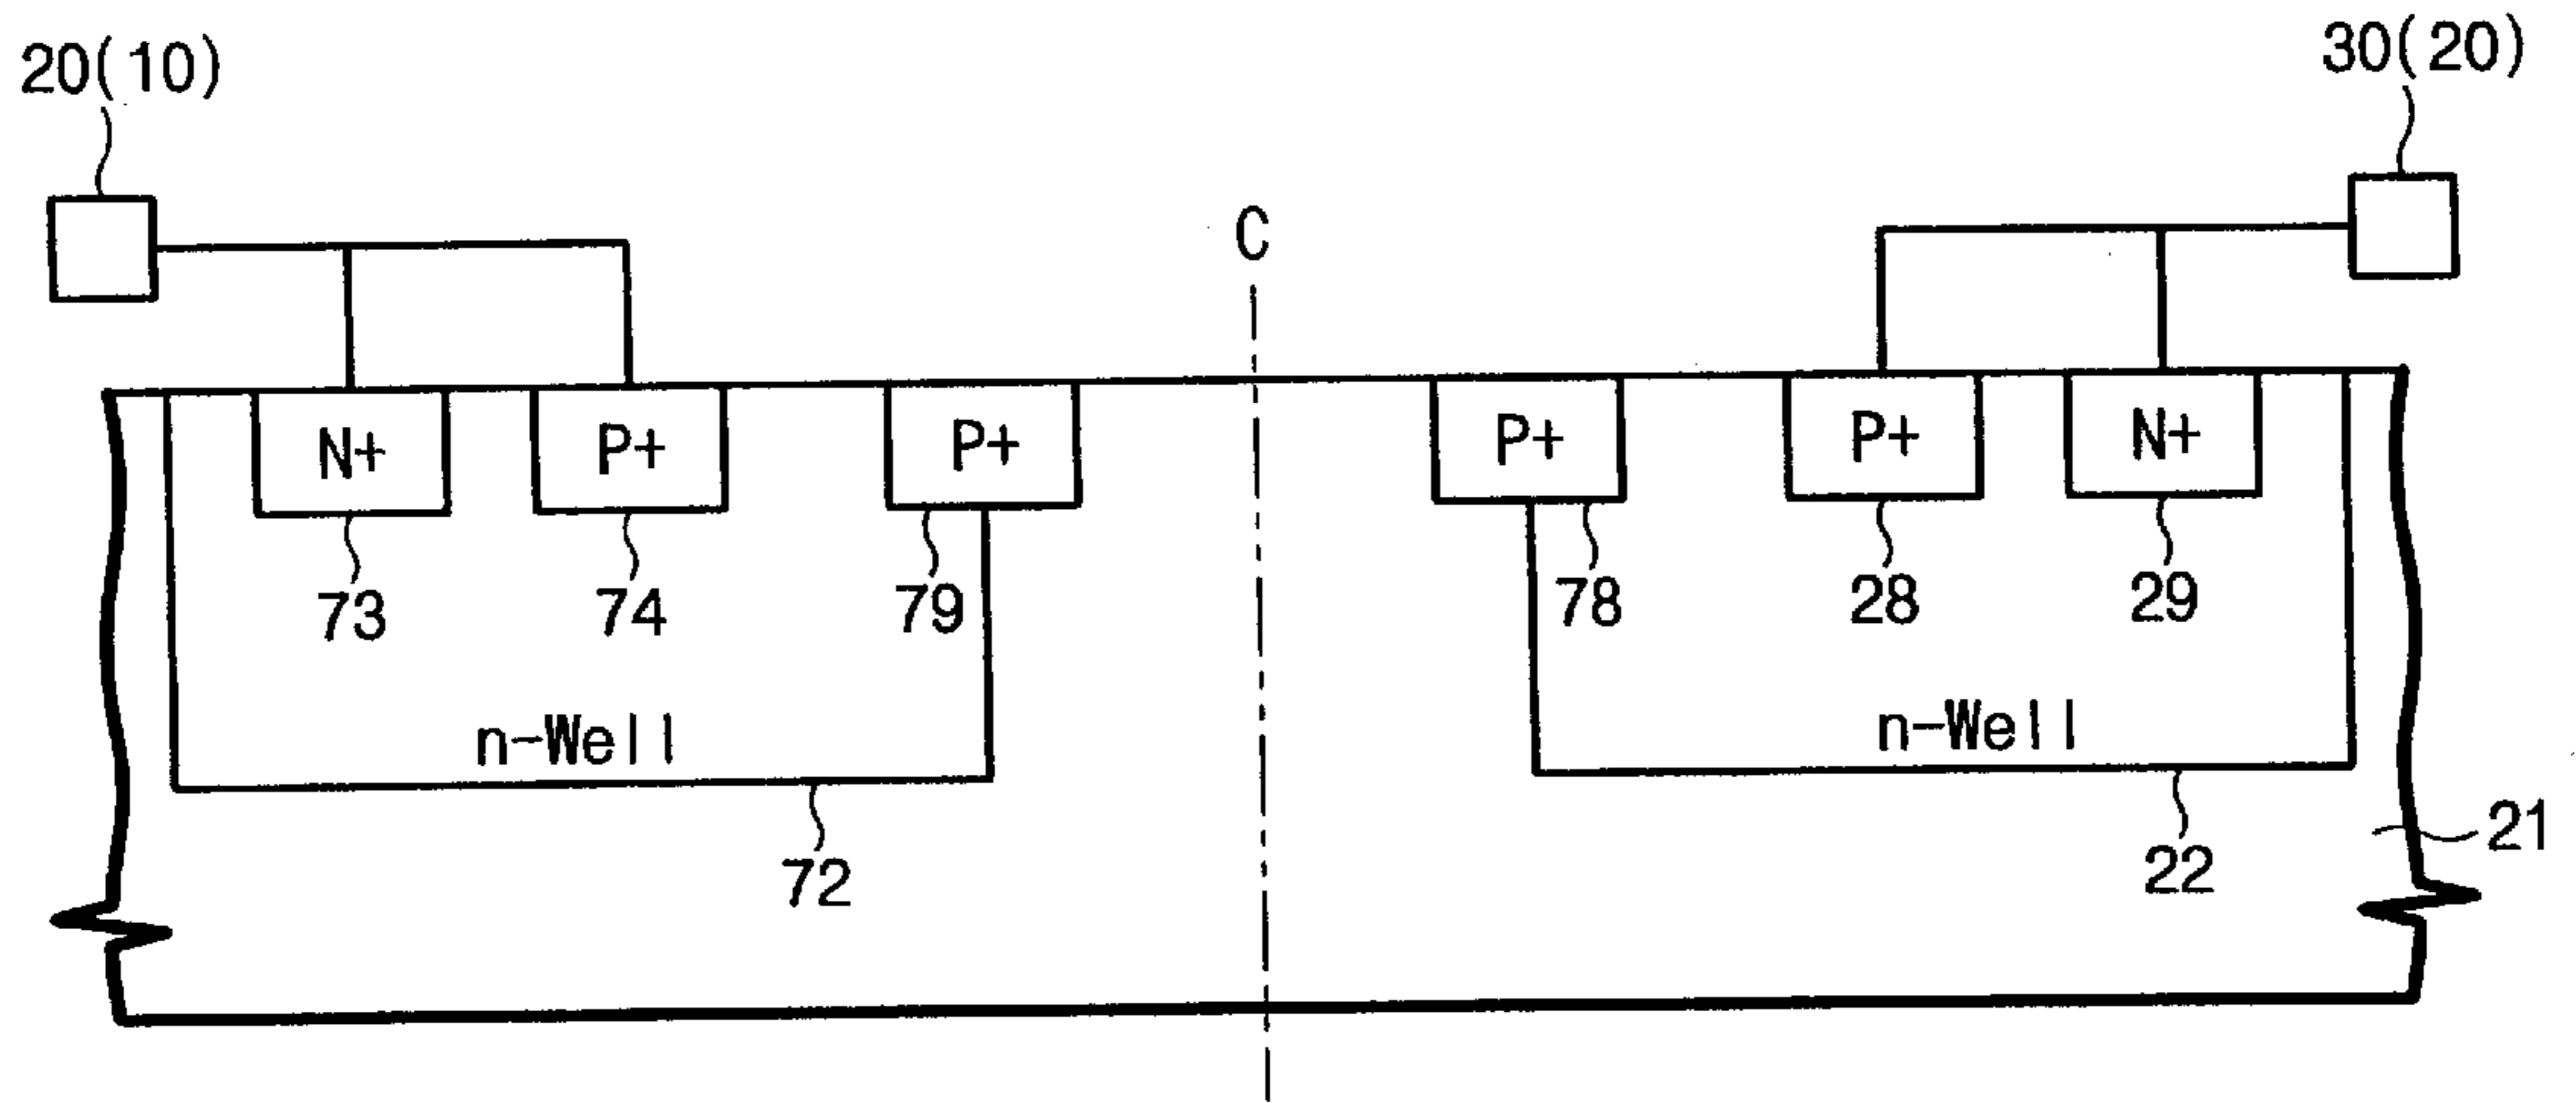 20(10)
30(20)
C
N+
P+
P+
P+
P+
N+
73
74
79
78
28
29
n-Well
n-Well
72
22
21